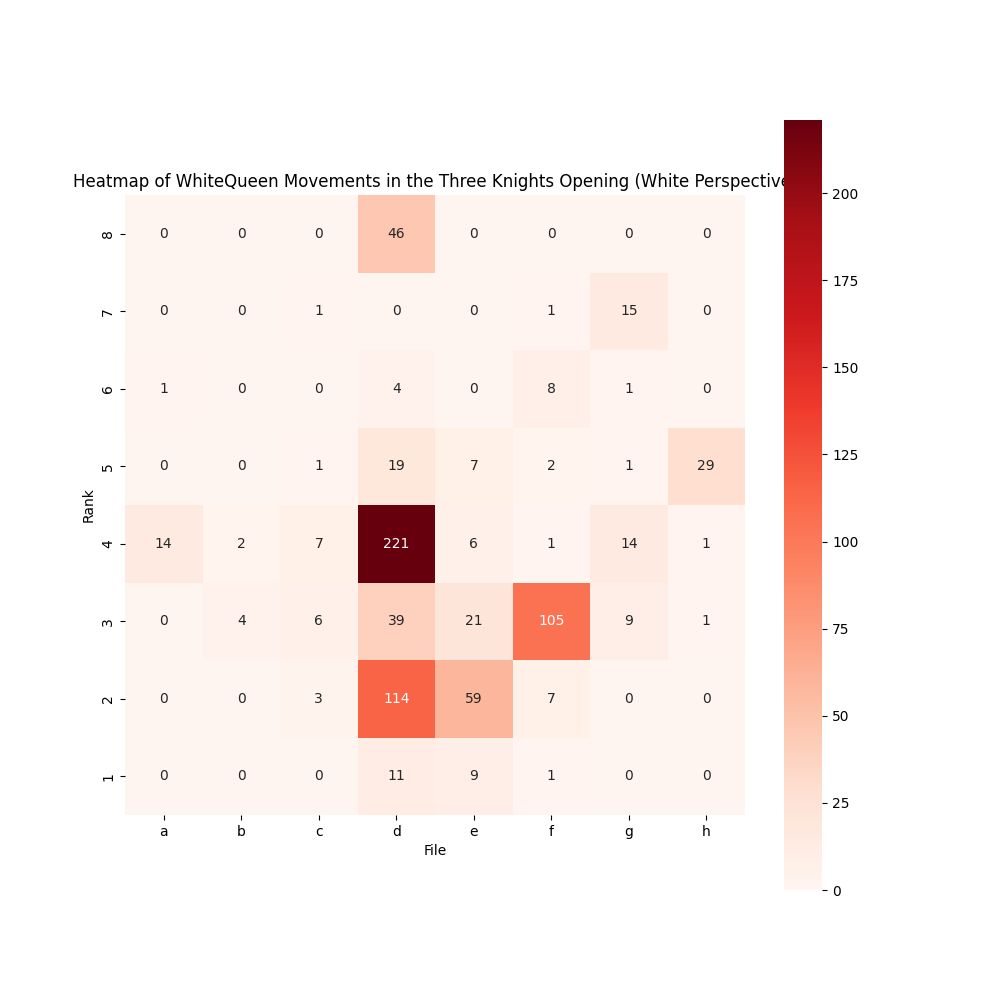 Heatmap of WhiteQueen Movements in the Three Knights Opening (White Perspective
8 0 0 0 46 0 0 0 0
7 0 0 1 0 0 1 15 0
6 1 0 0 4 0 8 1 0
5 0 0 1 19 7 2 1 29
4 14 2 7 221 6 1 14 1
3 0 4 6 39 21 105 9 1
2 0 0 3 114 59 7 0 0
1 0 0 0 11 9 1 0 0
Rank
a b c d e f g h
File
200
175
150
125
100
75
50
25
0